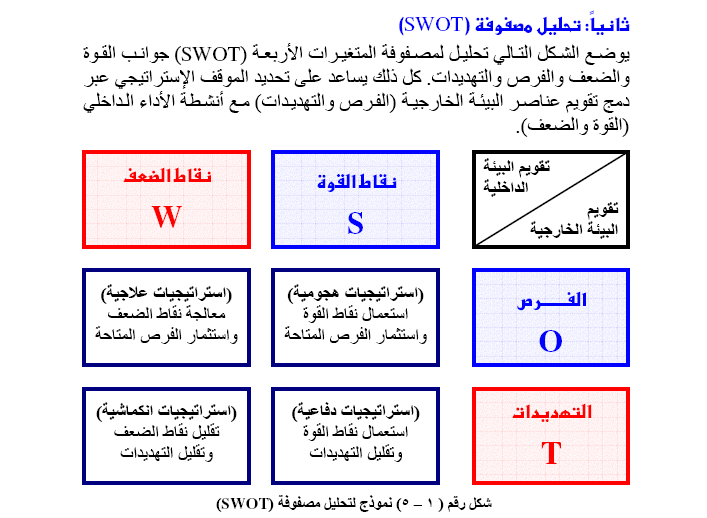 ثانياً: تحليل مصفوفة (SWOT)
يوضع الشكل التالي تحليل لمصفوفة المتغيرات الأربعة (SWOT) جوانب القوة
والضعف والفرص والتهديدات. كل ذلك يساعد على تحديد الموقف الإستراتيجي عبر
دمج تقويم عناصر البيئة الخارجية (الفرص والتهديدات) مع أنشطة الأداء الداخلي
(القوة والضعف).
تقويم البيئة
الداخلية
تقويم
البيئة الخارجية
نقاط القوة
S
نقاط الضعف
W
الفــــرص
O
(استراتيجيات هجومية)
استعمال نقاط القوة
واستثمار الفرص المتاحة
(استراتيجيات علاجية)
معالجة نقاط الضعف
واستثمار الفرص المتاحة
التهديدات
T
(استراتيجيات دفاعية)
استعمال نقاط القوة
وتقليل التهديدات
(استراتيجيات انكماشية)
تقليل نقاط الضعف
وتقليل التهديدات
شكل رقم ( ١ – ٥) نموذج لتحليل مصفوفة (SWOT)